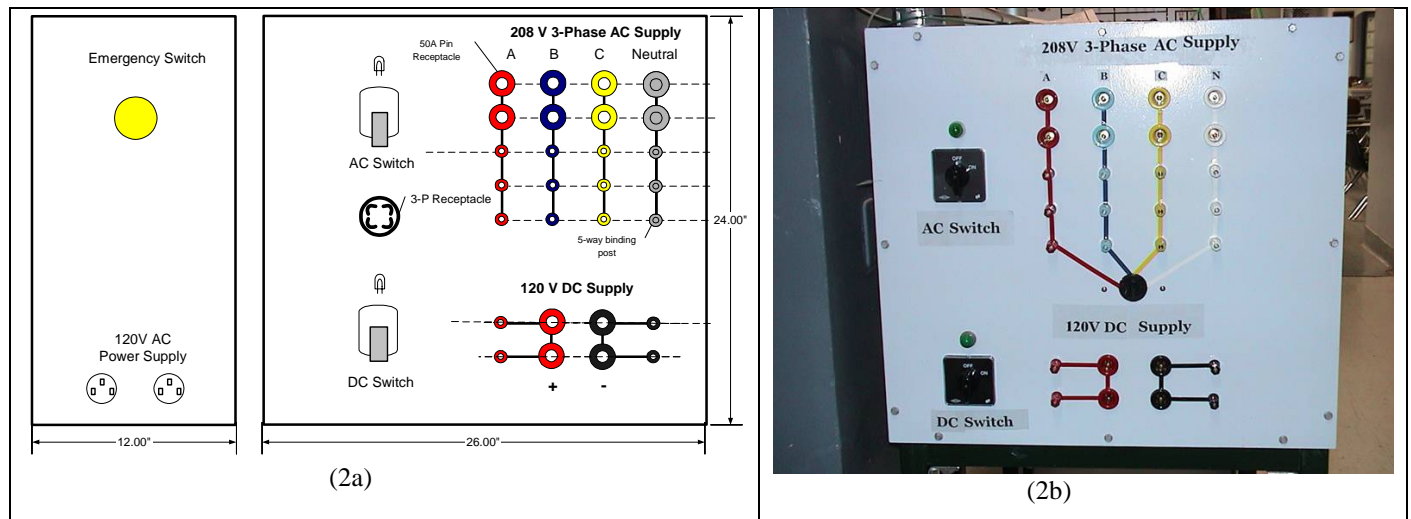 Emergency Switch
120V AC
Power Supply
12.00"
208 V 3-Phase AC Supply
50A Pin
Receptacle
A B C Neutral
AC Switch
3-P Receptacle
24.00"
5-way binding
post
120 V DC Supply
DC Switch
+ -
26.00"
(2a)
208V 3-Phase AC Supply
A B C N
OFF
ON
AC Switch
120V DC Supply
OFF
ON
DC Switch
(2b)